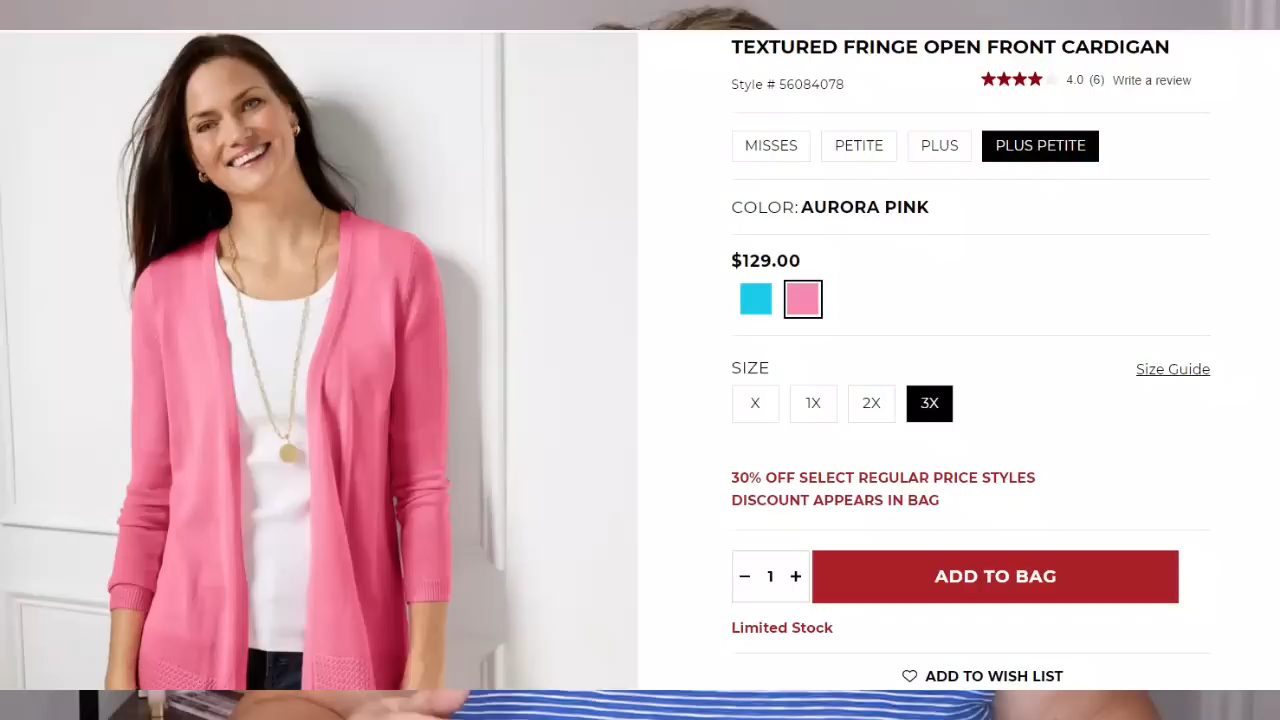 TEXTURED FRINGE OPEN FRONT CARDIGAN
Style # 56084078
4.0 (6) Write a review
MISSES PETITE PLUS PLUS PETITE
COLOR: AURORA PINK
$129.00
SIZE
Size Guide
X 1X 2X 3X
30% OFF SELECT REGULAR PRICE STYLES
DISCOUNT APPEARS IN BAG
− 1 + ADD TO BAG
Limited Stock
ADD TO WISH LIST